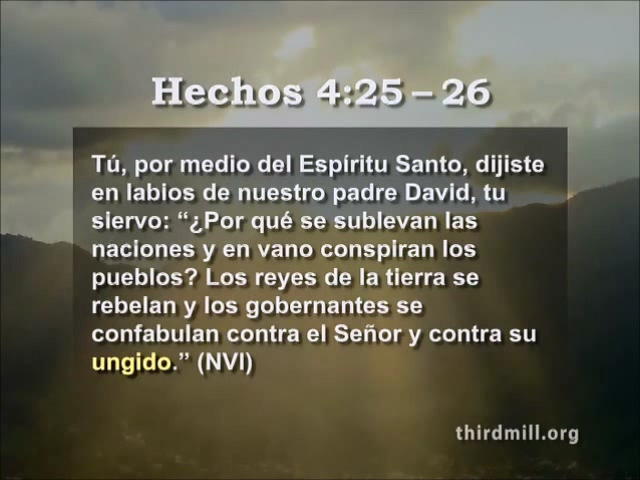 Hechos 4:25 – 26
Tú, por medio del Espíritu Santo, dijiste
en labios de nuestro padre David, tu
siervo: “¿Por qué se sublevan las
naciones y en vano conspiran los
pueblos? Los reyes de la tierra se
rebelan y los gobernantes se
confabulan contra el Señor y contra su
ungido.” (NVI)
thirdmill.org